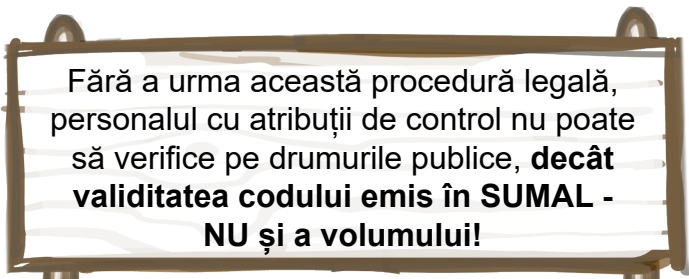 Fără a urma această procedură legală,
personalul cu atribuții de control nu poate
să verifice pe drumurile publice, decât
validitatea codului emis în SUMAL -
NU și a volumului!